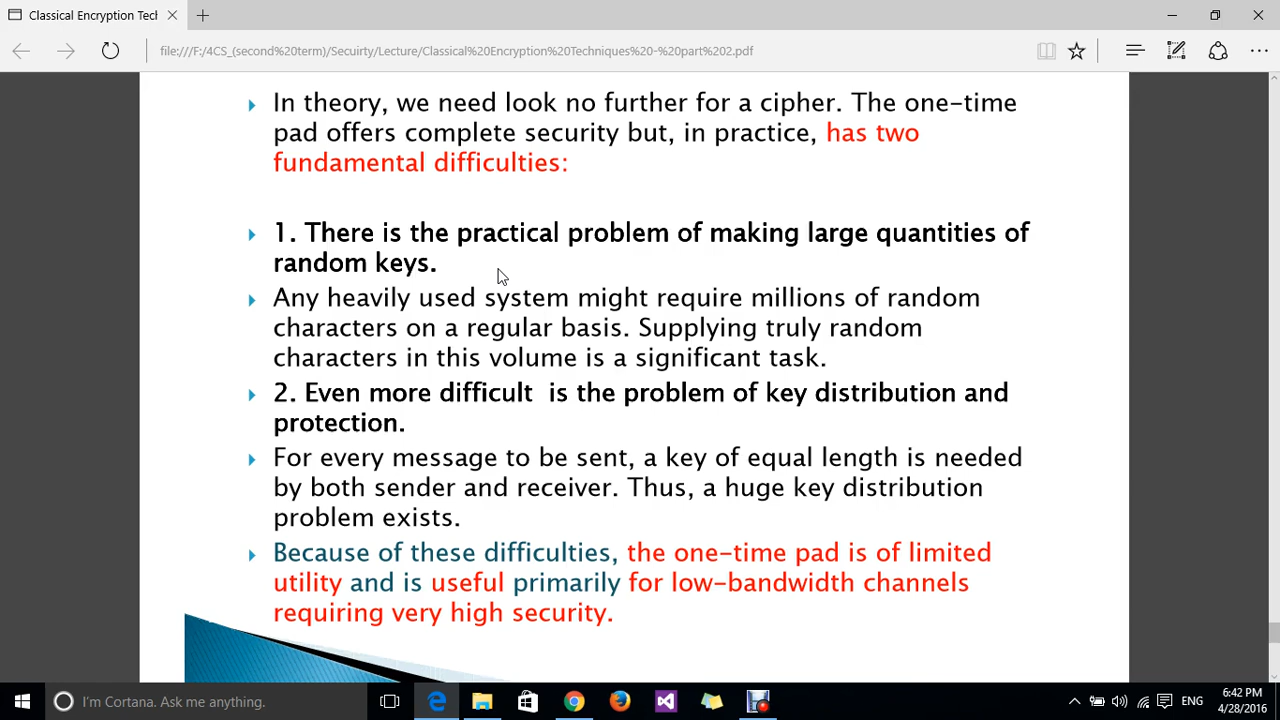 Classical Encryption Tech
file:///F:/4CS_(second%20term)/Secuirty/Lecture/Classical%20Encryption%20Techniques%20-%20part%202.pdf
In theory, we need look no further for a cipher. The one-time
pad offers complete security but, in practice, has two
fundamental difficulties:
1. There is the practical problem of making large quantities of
random keys.
Any heavily used system might require millions of random
characters on a regular basis. Supplying truly random
characters in this volume is a significant task.
2. Even more difficult is the problem of key distribution and
protection.
For every message to be sent, a key of equal length is needed
by both sender and receiver. Thus, a huge key distribution
problem exists.
Because of these difficulties, the one-time pad is of limited
utility and is useful primarily for low-bandwidth channels
requiring very high security.
I'm Cortana. Ask me anything.
ENG
6:42 PM
4/28/2016